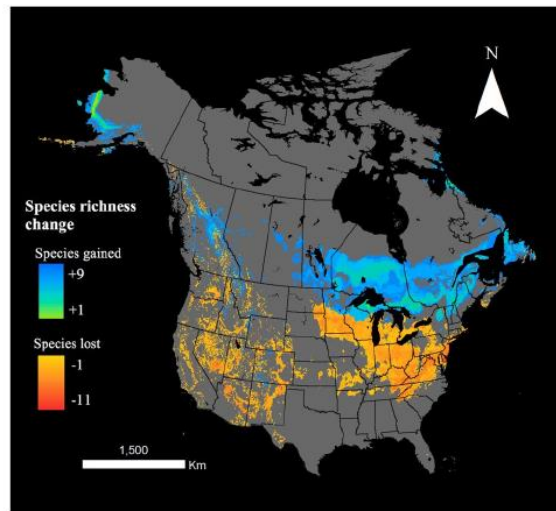 N
Species richness
change
Species gained
+9
+1
Species lost
-1
-11
1,500
Km